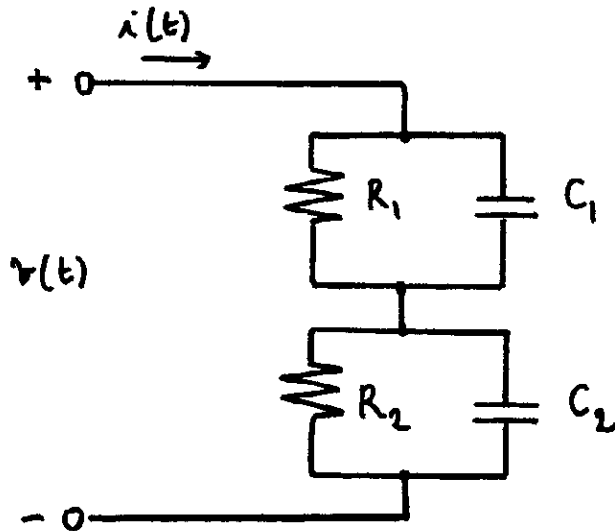 i(t)
+
R₁ C₁
v(t)
R₂ C₂
-